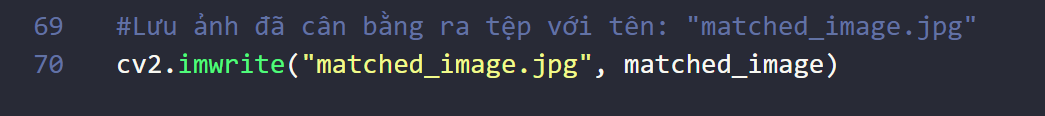 69 #Lưu ảnh đã cân bằng ra tệp với tên: "matched_image.jpg"
70 cv2.imwrite("matched_image.jpg", matched_image)